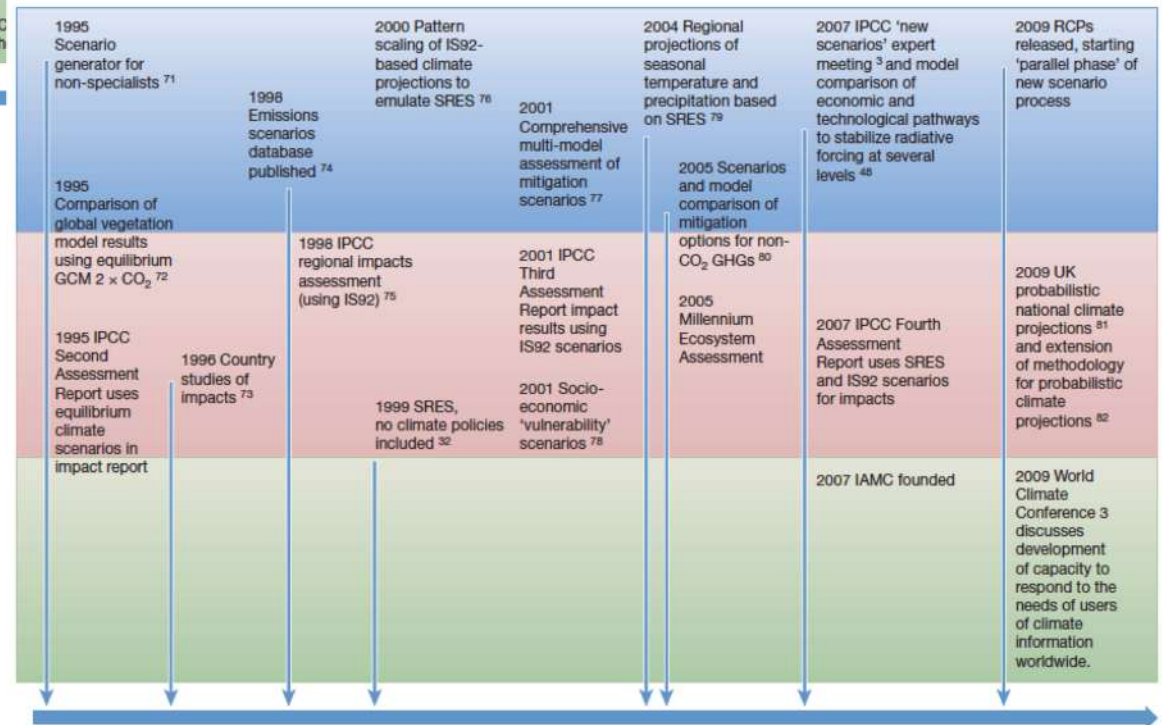 C
h
1995
Scenario
generator for
non-specialists 71
1995
Comparison of
global vegetation
model results
using equilibrium
GCM 2 × CO2 72
1995 IPCC
Second
Assessment
Report uses
equilibrium
climate
scenarios in
impact report
1996 Country
studies of
impacts 73
1998
Emissions
scenarios
database
published 74
1998 IPCC
regional impacts
assessment
(using IS92) 75
2000 Pattern
scaling of IS92-
based climate
projections to
emulate SRES 76
1999 SRES,
no climate policies
included 32
2001
Comprehensive
multi-model
assessment of
mitigation
scenarios 77
2001 IPCC
Third
Assessment
Report impact
results using
IS92 scenarios
2001 Socio-
economic
‘vulnerability’
scenarios 78
2004 Regional
projections of
seasonal
temperature and
precipitation based
on SRES 79
2005 Scenarios
and model
comparison of
mitigation
options for non-
CO2 GHGs 80
2005
Millennium
Ecosystem
Assessment
2007 IPCC ‘new
scenarios’ expert
meeting 3 and model
comparison of
economic and
technological pathways
to stabilize radiative
forcing at several
levels 48
2007 IPCC Fourth
Assessment
Report uses SRES
and IS92 scenarios
for impacts
2007 IAMC founded
2009 RCPs
released, starting
‘parallel phase’ of
new scenario
process
2009 UK
probabilistic
national climate
projections 81
and extension
of methodology
for probabilistic
climate
projections 82
2009 World
Climate
Conference 3
discusses
development
of capacity to
respond to the
needs of users
of climate
information
worldwide.